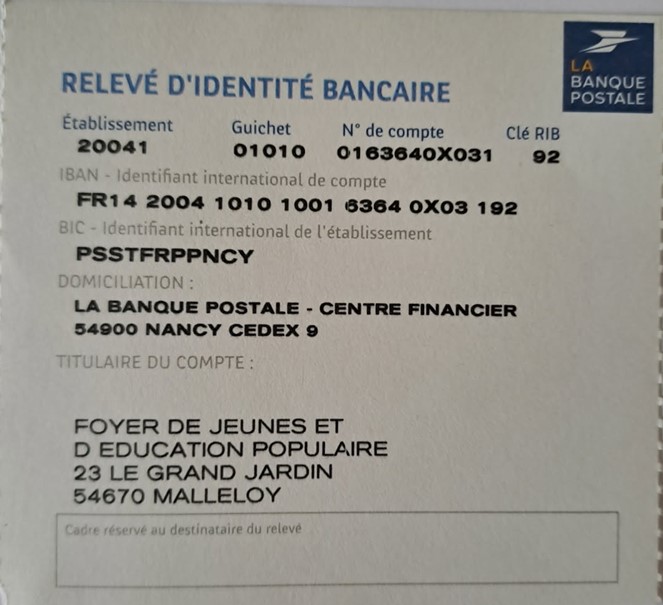 LA
BANQUE
POSTALE
RELEVÉ D'IDENTITÉ BANCAIRE
Établissement Guichet N° de compte Clé RIB
20041 01010 0163640X031 92
IBAN - Identifiant international de compte
FR14 2004 1010 1001 6364 0X03 192
BIC - Identifiant international de l'établissement
PSSTFRPPNCY
DOMICILIATION :
LA BANQUE POSTALE - CENTRE FINANCIER
54900 NANCY CEDEX 9
TITULAIRE DU COMPTE :
FOYER DE JEUNES ET
D EDUCATION POPULAIRE
23 LE GRAND JARDIN
54670 MALLELOY
Cadre réservé au destinataire du relevé